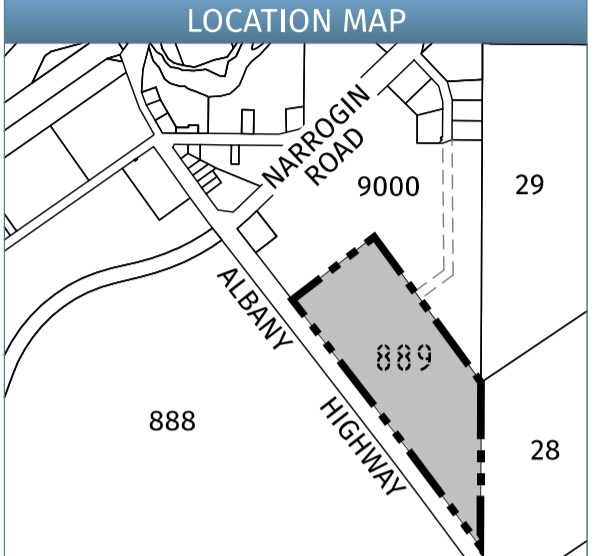 LOCATION MAP
NARROGIN
ROAD
9000
29
ALBANY
889
HIGHWAY
888
28